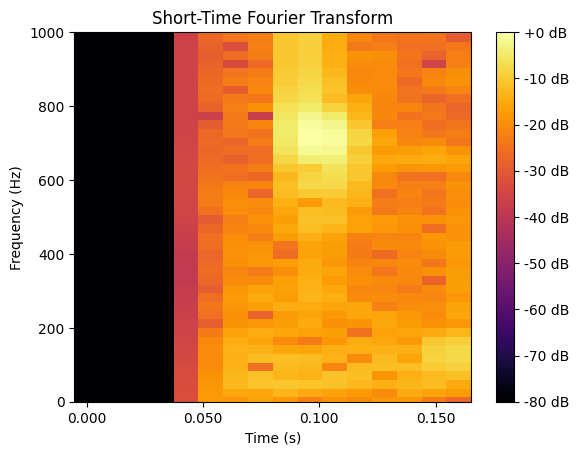 Short-Time Fourier Transform
1000
800
600
400
200
0
Frequency (Hz)
0.000
0.050
0.100
0.150
Time (s)
+0 dB
-10 dB
-20 dB
-30 dB
-40 dB
-50 dB
-60 dB
-70 dB
-80 dB